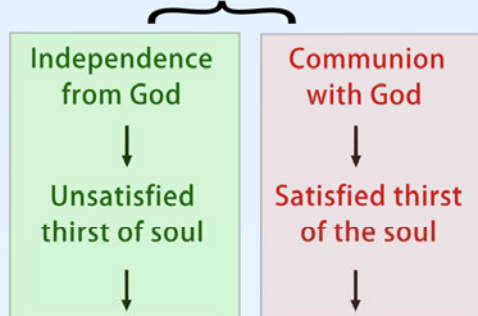 Independence
from God
Unsatisfied
thirst of soul
Communion
with God
Satisfied thirst
of the soul